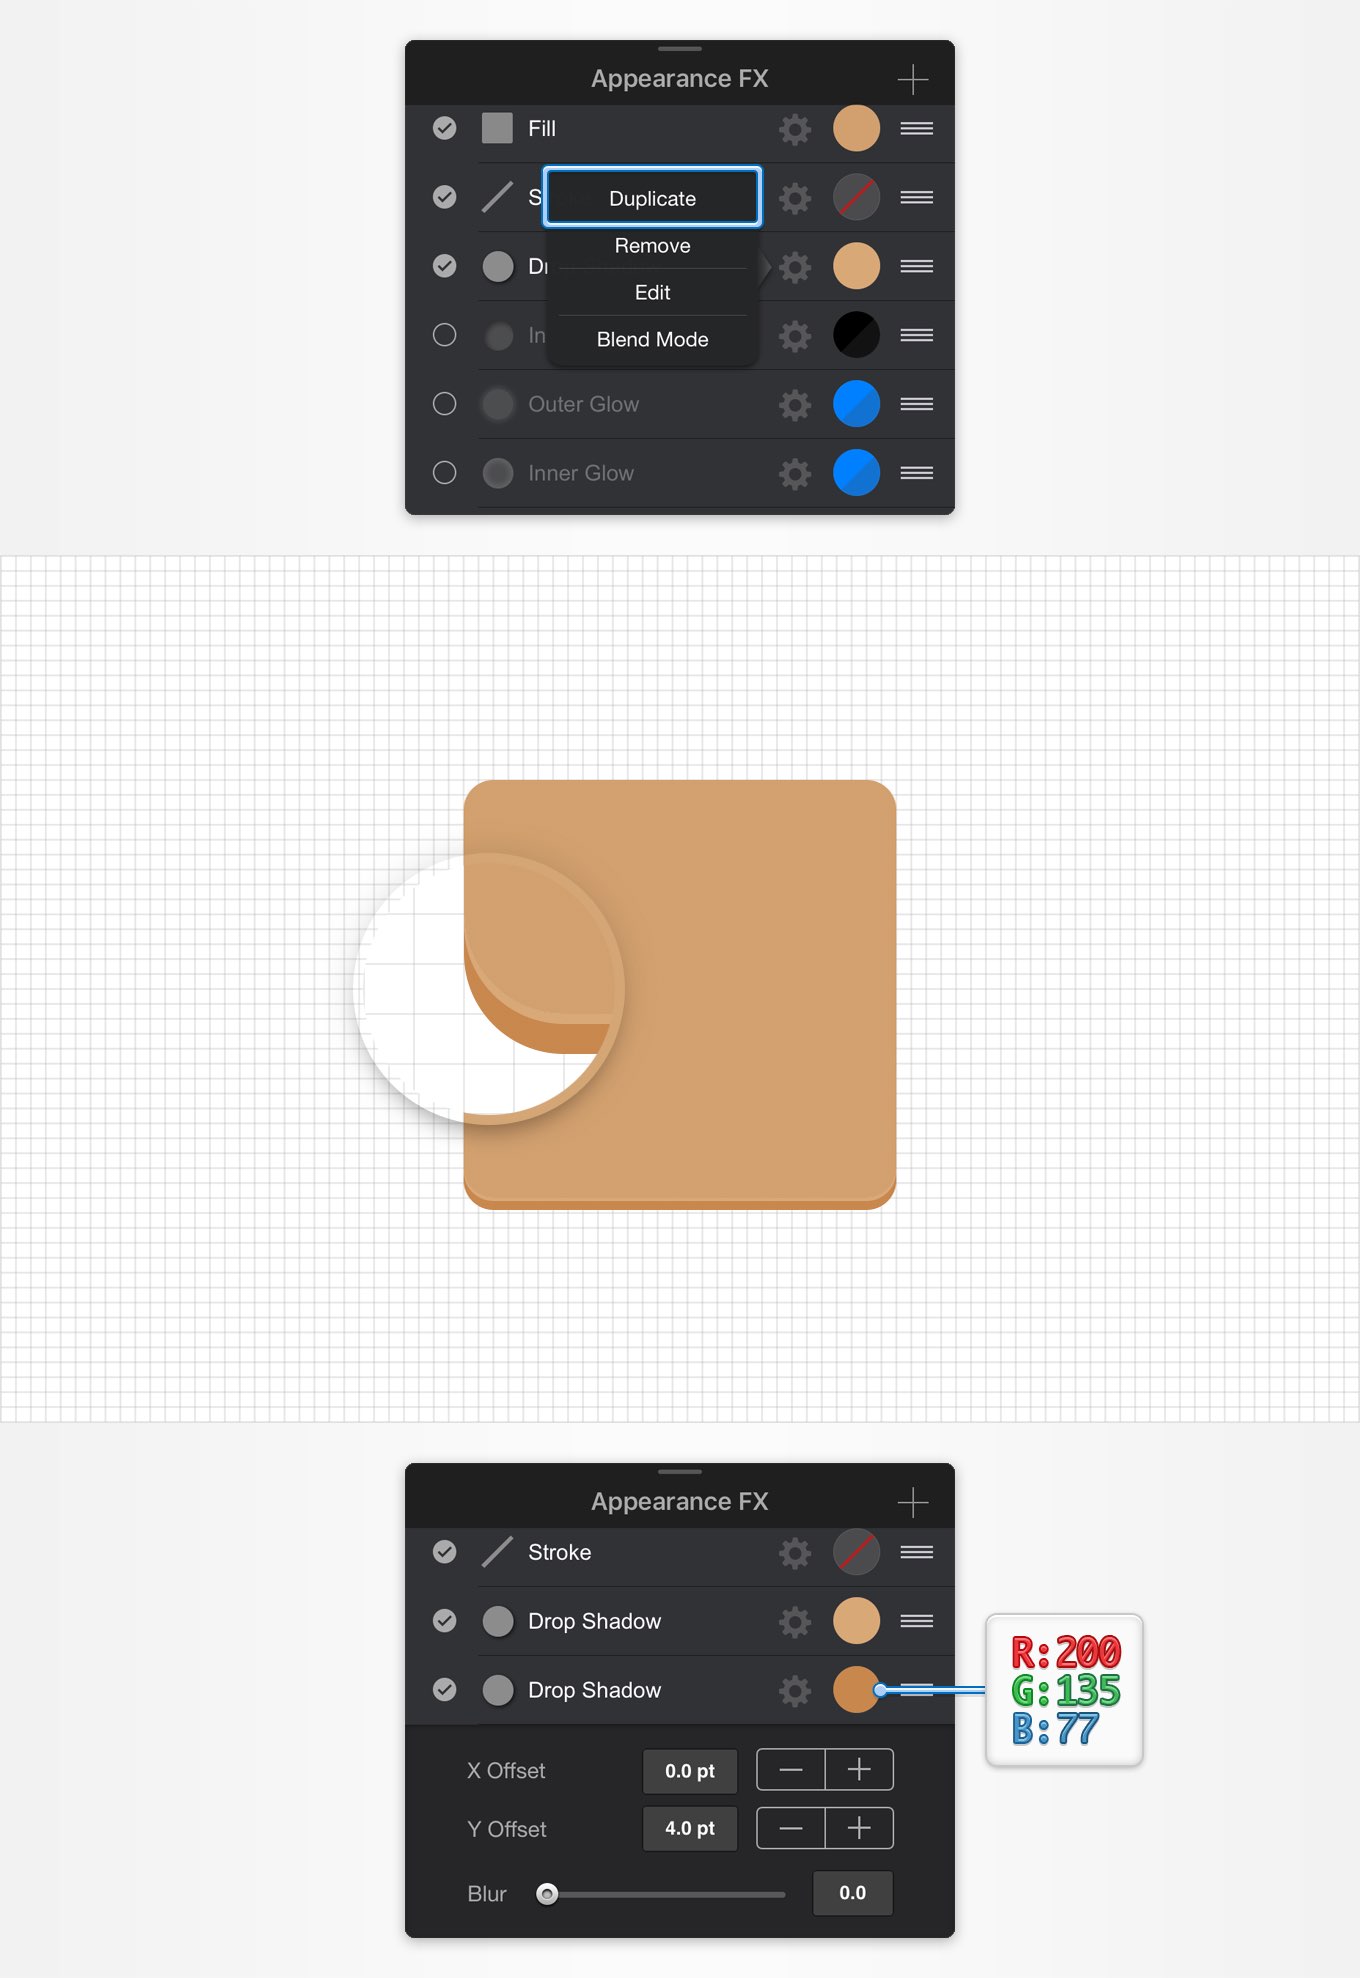 Appearance FX
Fill
S
Duplicate
Remove
Dr
Edit
In
Blend Mode
Outer Glow
Inner Glow
Appearance FX
Stroke
Drop Shadow
Drop Shadow
R:200
G:135
B:77
X Offset 0.0 pt
Y Offset 4.0 pt
Blur 0.0